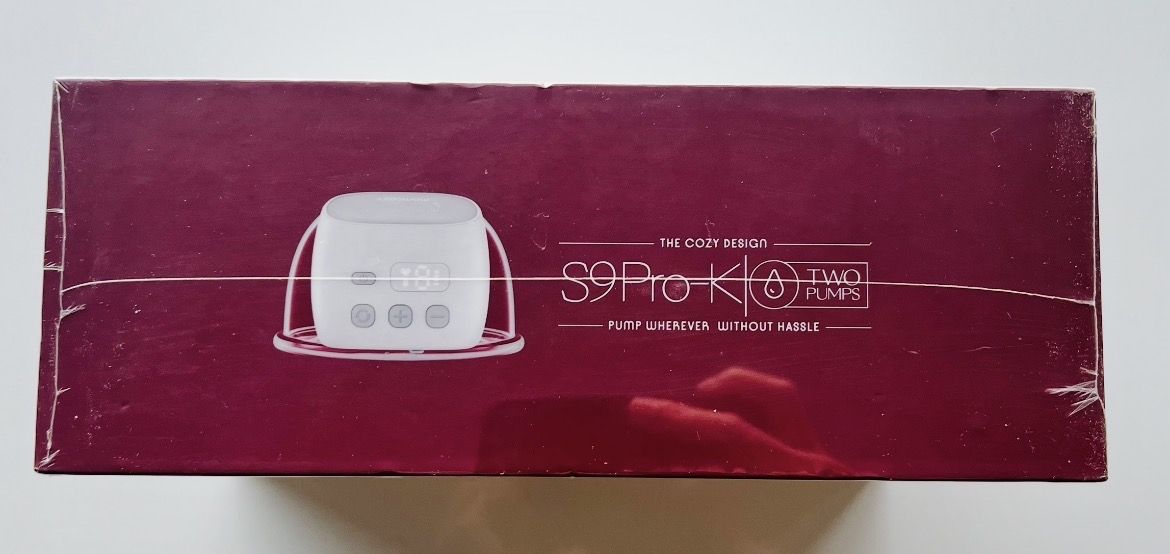 THE COZY DESIGN
S9Pro-K
TWO
PUMPS
PUMP WHEREVER WITHOUT HASSLE